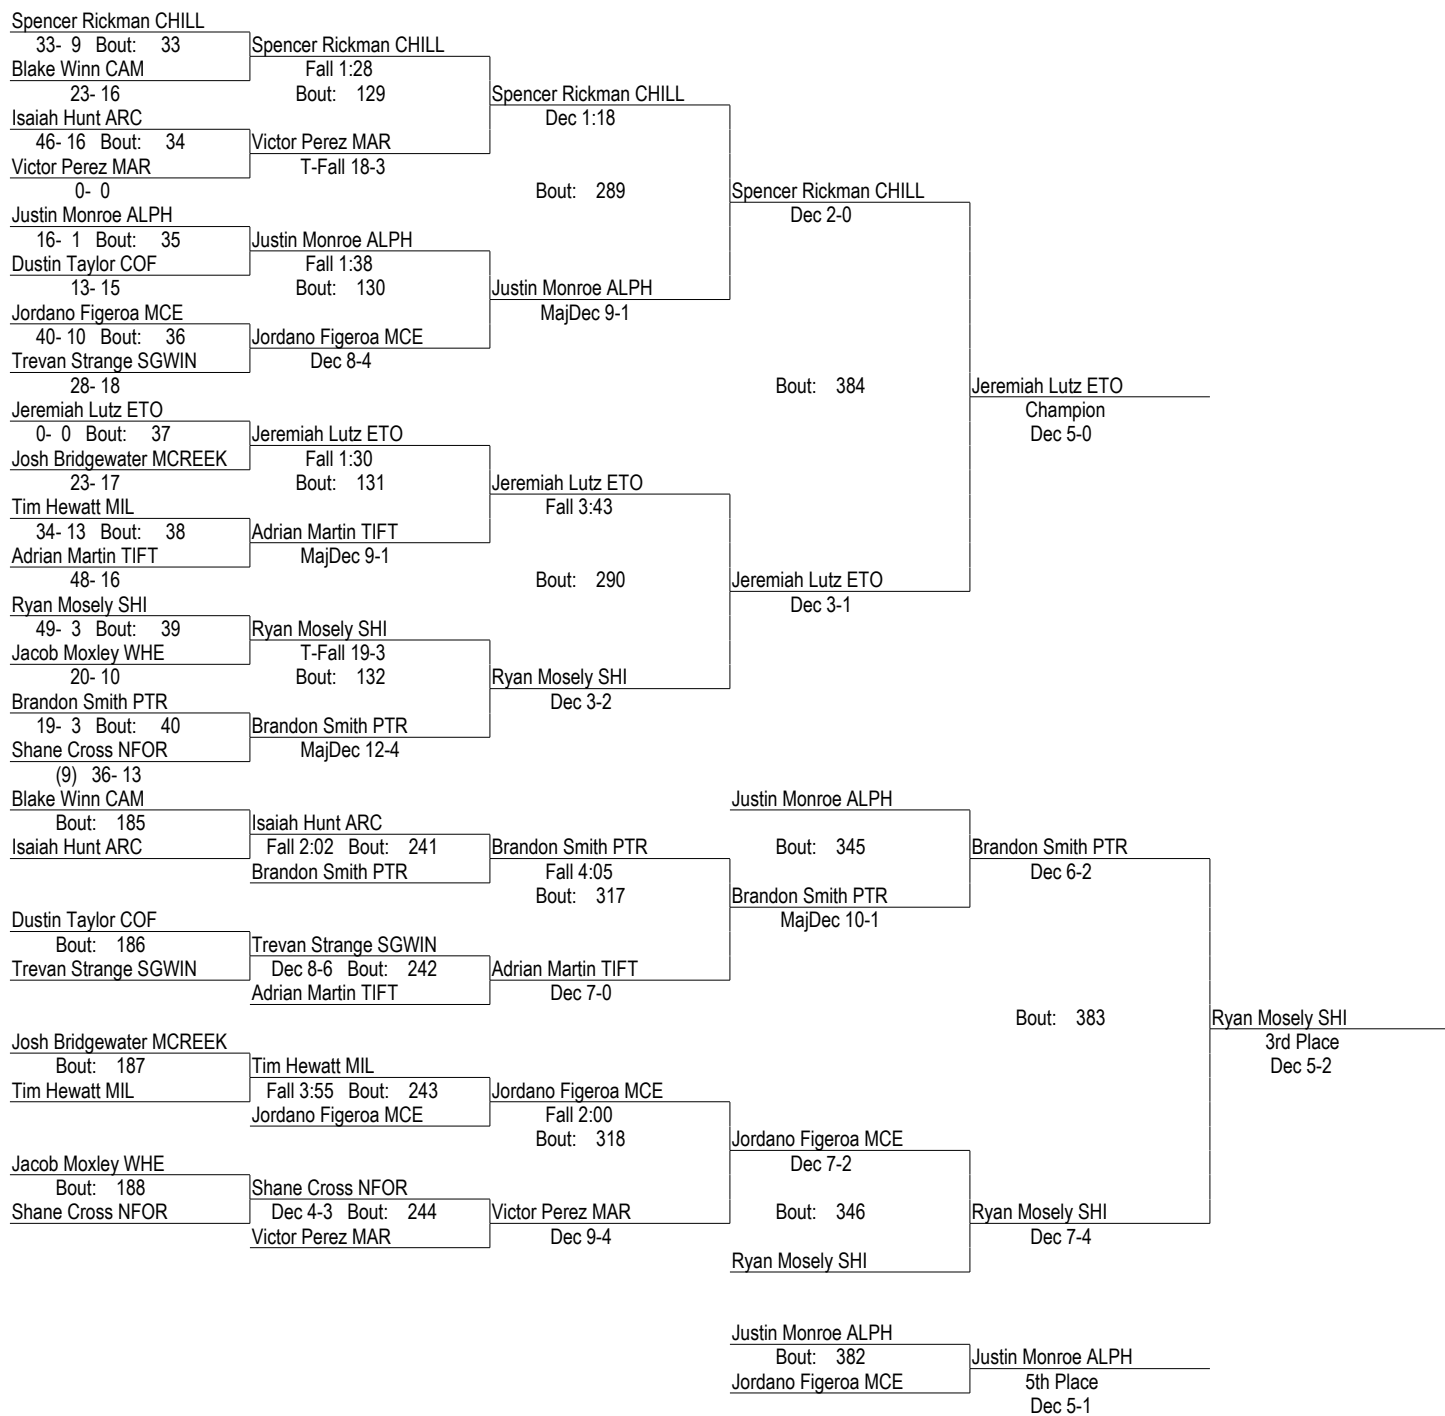 Spencer Rickman CHILL
33- 9 Bout: 33
Spencer Rickman CHILL
Blake Winn CAM
Fall 1:28
23- 16
Bout: 129
Spencer Rickman CHILL
Isaiah Hunt ARC
Dec 1:18
46- 16 Bout: 34
Victor Perez MAR
Victor Perez MAR
T-Fall 18-3
0- 0
Bout: 289
Spencer Rickman CHILL
Justin Monroe ALPH
Dec 2-0
16- 1 Bout: 35
Justin Monroe ALPH
Dustin Taylor COF
Fall 1:38
13- 15
Bout: 130
Justin Monroe ALPH
Jordano Figeroa MCE
MajDec 9-1
40- 10 Bout: 36
Jordano Figeroa MCE
Trevan Strange SGWIN
Dec 8-4
28- 18
Bout: 384
Jeremiah Lutz ETO
Jeremiah Lutz ETO
Champion
0- 0 Bout: 37
Jeremiah Lutz ETO
Dec 5-0
Josh Bridgewater MCREEK
Fall 1:30
23- 17
Bout: 131
Jeremiah Lutz ETO
Tim Hewatt MIL
Fall 3:43
34- 13 Bout: 38
Adrian Martin TIFT
Adrian Martin TIFT
MajDec 9-1
48- 16
Bout: 290
Jeremiah Lutz ETO
Ryan Mosely SHI
Dec 3-1
49- 3 Bout: 39
Ryan Mosely SHI
Jacob Moxley WHE
T-Fall 19-3
20- 10
Bout: 132
Ryan Mosely SHI
Brandon Smith PTR
Dec 3-2
19- 3 Bout: 40
Brandon Smith PTR
Shane Cross NFOR
MajDec 12-4
(9) 36- 13
Blake Winn CAM
Justin Monroe ALPH
Bout: 185
Isaiah Hunt ARC
Isaiah Hunt ARC
Fall 2:02 Bout: 241
Brandon Smith PTR
Bout: 345
Brandon Smith PTR
Brandon Smith PTR
Fall 4:05
Dec 6-2
Bout: 317
Brandon Smith PTR
Dustin Taylor COF
MajDec 10-1
Bout: 186
Trevan Strange SGWIN
Trevan Strange SGWIN
Dec 8-6 Bout: 242
Adrian Martin TIFT
Adrian Martin TIFT
Dec 7-0
Bout: 383
Ryan Mosely SHI
Josh Bridgewater MCREEK
3rd Place
Bout: 187
Tim Hewatt MIL
Dec 5-2
Tim Hewatt MIL
Fall 3:55 Bout: 243
Jordano Figeroa MCE
Jordano Figeroa MCE
Fall 2:00
Bout: 318
Jordano Figeroa MCE
Jacob Moxley WHE
Dec 7-2
Bout: 188
Shane Cross NFOR
Shane Cross NFOR
Dec 4-3 Bout: 244
Victor Perez MAR
Bout: 346
Ryan Mosely SHI
Victor Perez MAR
Dec 9-4
Dec 7-4
Ryan Mosely SHI
Justin Monroe ALPH
Bout: 382
Justin Monroe ALPH
Jordano Figeroa MCE
5th Place
Dec 5-1